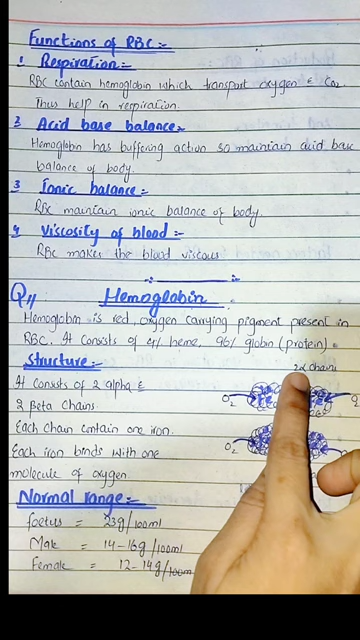 Functions of RBC:-
1 Respiration:-
RBC contain hemoglobin which transport oxygen & CO2.
Thus help in respiration.
2 Acid base balance:-
Hemoglobin has buffering action so maintain acid base
balance of body.
3 Ionic balance:-
RBC maintain ionic balance of body.
4 Viscosity of blood:-
RBC makes the blood viscous
Q11 Hemoglobin
Hemoglobin is red, oxygen carrying pigment present in
RBC. It consists of 4% heme, 96% globin (protein).
Structure:-
2α chains
It consists of 2 alpha &
2 Beta chains.
O2
Each chain contain one iron.
Each iron binds with one
O2
molecule of oxygen
Normal range:-
foetus = 23g/100ml
Male = 14-16g/100ml
Female = 12-14g/100m